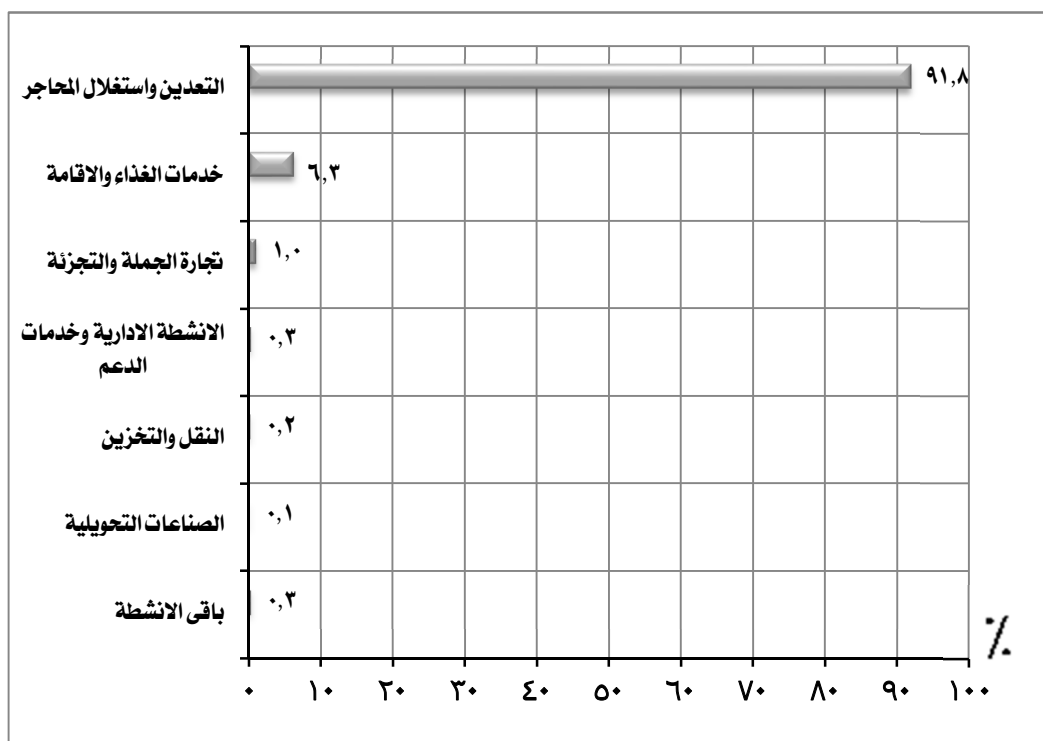 التعدين واستغلال المحاجر
٩١,٨
خدمات الغذاء والاقامة
٦,٣
تجارة الجملة والتجزئة
١,٠
الانشطة الادارية وخدمات
الدعم
٠,٣
النقل والتخزين
٠,٢
الصناعات التحويلية
٠,١
باقى الانشطة
٠,٣
٠ ١٠ ٢٠ ٣٠ ٤٠ ٥٠ ٦٠ ٧٠ ٨٠ ٩٠ ١٠٠
٪